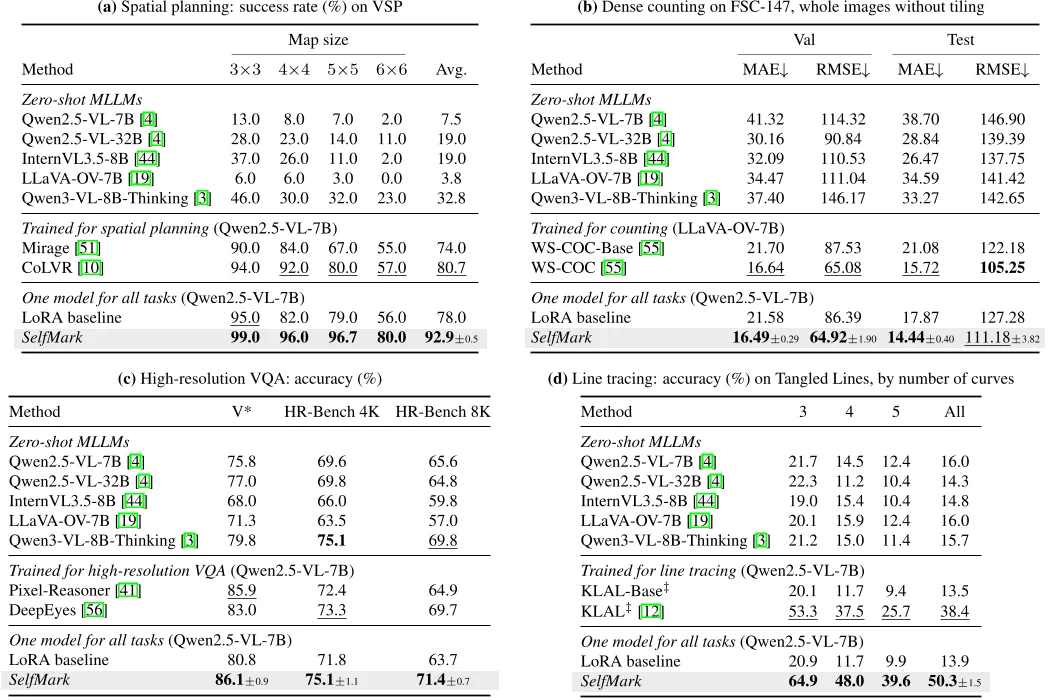 (a) Spatial planning: success rate (%) on VSP
Map size
Method 3×3 4×4 5×5 6×6 Avg.
Zero-shot MLLMs
Qwen2.5-VL-7B [4] 13.0 8.0 7.0 2.0 7.5
Qwen2.5-VL-32B [4] 28.0 23.0 14.0 11.0 19.0
InternVL3.5-8B [44] 37.0 26.0 11.0 2.0 19.0
LLaVA-OV-7B [19] 6.0 6.0 3.0 0.0 3.8
Qwen3-VL-8B-Thinking [3] 46.0 30.0 32.0 23.0 32.8
Trained for spatial planning (Qwen2.5-VL-7B)
Mirage [51] 90.0 84.0 67.0 55.0 74.0
CoLVR [10] 94.0 92.0 80.0 57.0 80.7
One model for all tasks (Qwen2.5-VL-7B)
LoRA baseline 95.0 82.0 79.0 56.0 78.0
SelfMark 99.0 96.0 96.7 80.0 92.9±0.5
(b) Dense counting on FSC-147, whole images without tiling
Val Test
Method MAE↓ RMSE↓ MAE↓ RMSE↓
Zero-shot MLLMs
Qwen2.5-VL-7B [4] 41.32 114.32 38.70 146.90
Qwen2.5-VL-32B [4] 30.16 90.84 28.84 139.39
InternVL3.5-8B [44] 32.09 110.53 26.47 137.75
LLaVA-OV-7B [19] 34.47 111.04 34.59 141.42
Qwen3-VL-8B-Thinking [3] 37.40 146.17 33.27 142.65
Trained for counting (LLaVA-OV-7B)
WS-COC-Base [55] 21.70 87.53 21.08 122.18
WS-COC [55] 16.64 65.08 15.72 105.25
One model for all tasks (Qwen2.5-VL-7B)
LoRA baseline 21.58 86.39 17.87 127.28
SelfMark 16.49±0.29 64.92±1.90 14.44±0.40 111.18±3.82
(c) High-resolution VQA: accuracy (%)
Method V* HR-Bench 4K HR-Bench 8K
Zero-shot MLLMs
Qwen2.5-VL-7B [4] 75.8 69.6 65.6
Qwen2.5-VL-32B [4] 77.0 69.8 64.8
InternVL3.5-8B [44] 68.0 66.0 59.8
LLaVA-OV-7B [19] 71.3 63.5 57.0
Qwen3-VL-8B-Thinking [3] 79.8 75.1 69.8
Trained for high-resolution VQA (Qwen2.5-VL-7B)
Pixel-Reasoner [41] 85.9 72.4 64.9
DeepEyes [56] 83.0 73.3 69.7
One model for all tasks (Qwen2.5-VL-7B)
LoRA baseline 80.8 71.8 63.7
SelfMark 86.1±0.9 75.1±1.1 71.4±0.7
(d) Line tracing: accuracy (%) on Tangled Lines, by number of curves
Method 3 4 5 All
Zero-shot MLLMs
Qwen2.5-VL-7B [4] 21.7 14.5 12.4 16.0
Qwen2.5-VL-32B [4] 22.3 11.2 10.4 14.3
InternVL3.5-8B [44] 19.0 15.4 10.4 14.8
LLaVA-OV-7B [19] 20.1 15.9 12.4 16.0
Qwen3-VL-8B-Thinking [3] 21.2 15.0 11.4 15.7
Trained for line tracing (Qwen2.5-VL-7B)
KLAL-Base‡ 20.1 11.7 9.4 13.5
KLAL‡ [12] 53.3 37.5 25.7 38.4
One model for all tasks (Qwen2.5-VL-7B)
LoRA baseline 20.9 11.7 9.9 13.9
SelfMark 64.9 48.0 39.6 50.3±1.5